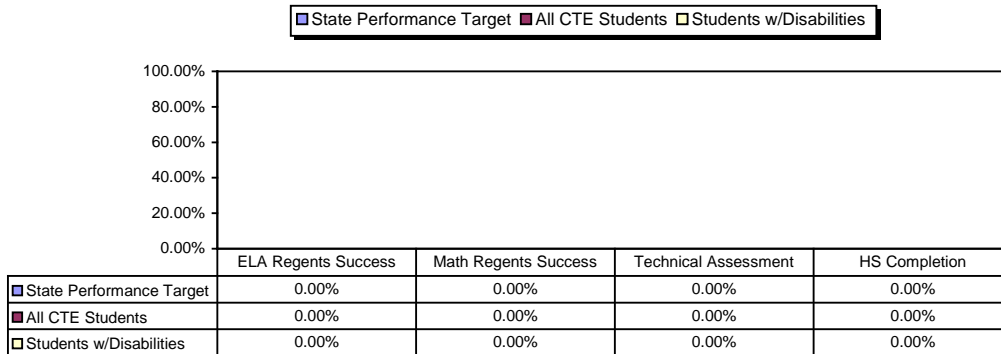 State Performance Target All CTE Students Students w/Disabilities
100.00%
80.00%
60.00%
40.00%
20.00%
0.00%
ELA Regents Success Math Regents Success Technical Assessment HS Completion
State Performance Target 0.00% 0.00% 0.00% 0.00%
All CTE Students 0.00% 0.00% 0.00% 0.00%
Students w/Disabilities 0.00% 0.00% 0.00% 0.00%